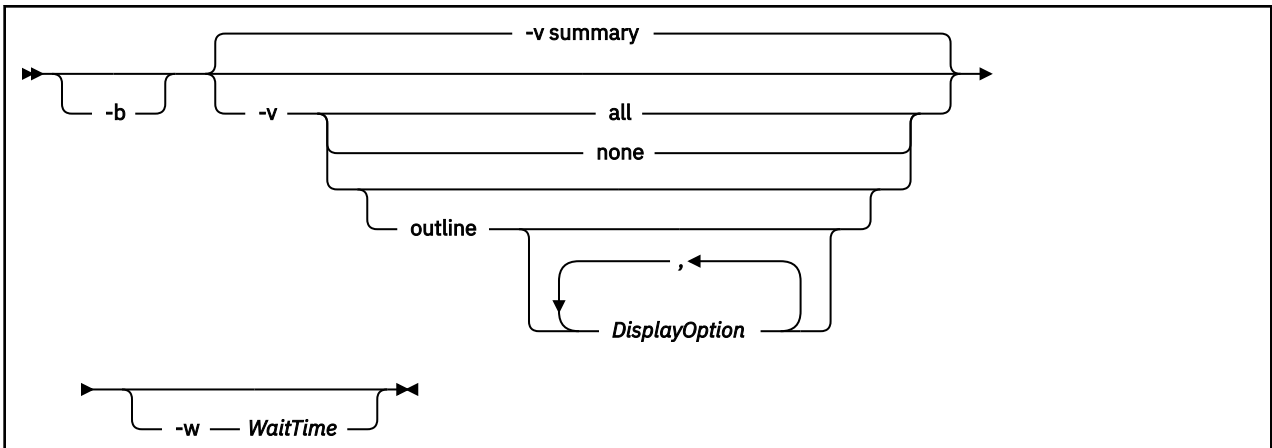 -v summary
-b
-v all
none
outline
,
DisplayOption
-w WaitTime